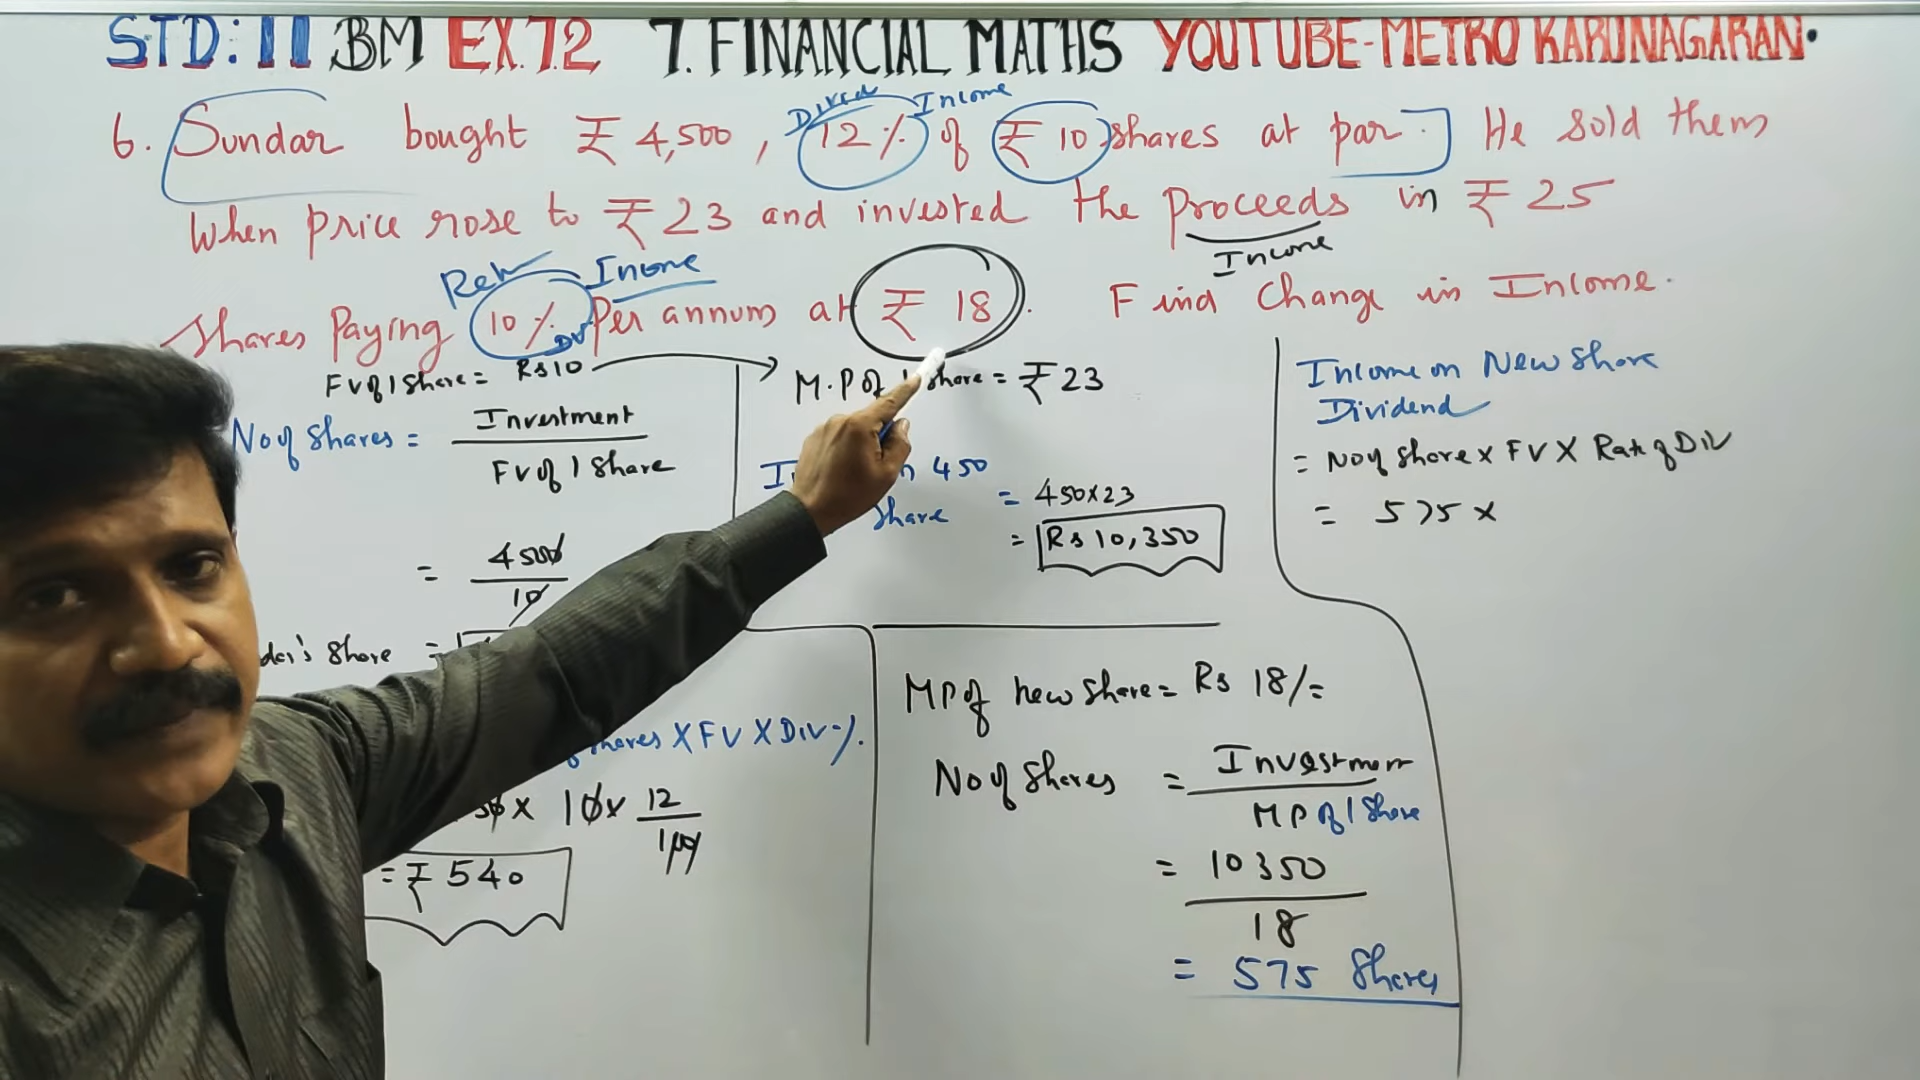 STD: 11 BM EX.7.2 7. FINANCIAL MATHS YOUTUBE-METRO KARUNAGARAN.
Divd Income
6. Sundar bought ₹ 4,500, 12% of ₹ 10 shares at par. He sold them
When price rose to ₹ 23 and invested the Proceeds in ₹ 25
Income
Income
Shares Paying 10% Per annum at ₹ 18. Find Change in Income.
FV of 1 Share = Rs 10
No of Shares = Investment
FV of 1 Share
= 4500
10
Share =
Shares X FV X Div %.
X 10 X 12
100
= ₹ 540
M.P of 1 Share = ₹ 23
450
Share = 450x23
= Rs 10,350
MP of new Share = Rs 18/=
No of Shares = Investment
MP of 1 Share
= 10350
18
= 575 Shares
Income on New Share
Dividend
= No of Share x FV X Rate of Div
= 575 x